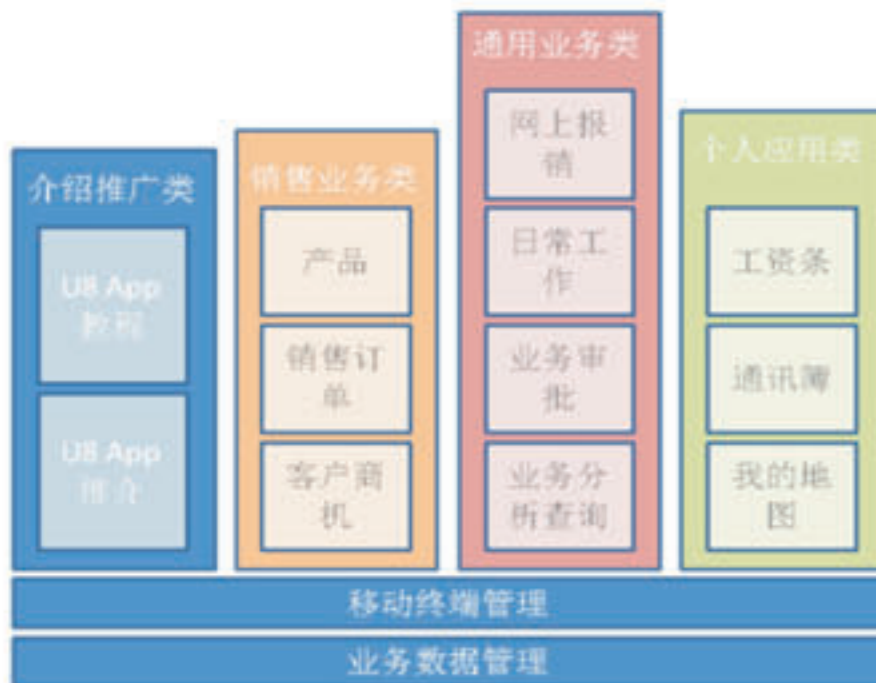 介绍推广类
U8 App
教程
U8 App
推介
销售业务类
产品
销售订
单
客户商
机
通用业务类
网上报
销
日常工
作
业务审
批
业务分
析查询
个人应用类
工资条
通讯簿
我的地
图
移动终端管理
业务数据管理